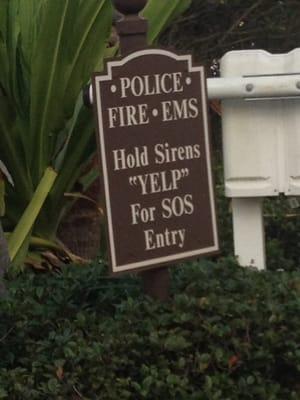 • POLICE •
FIRE • EMS
Hold Sirens
"YELP"
For SOS
Entry